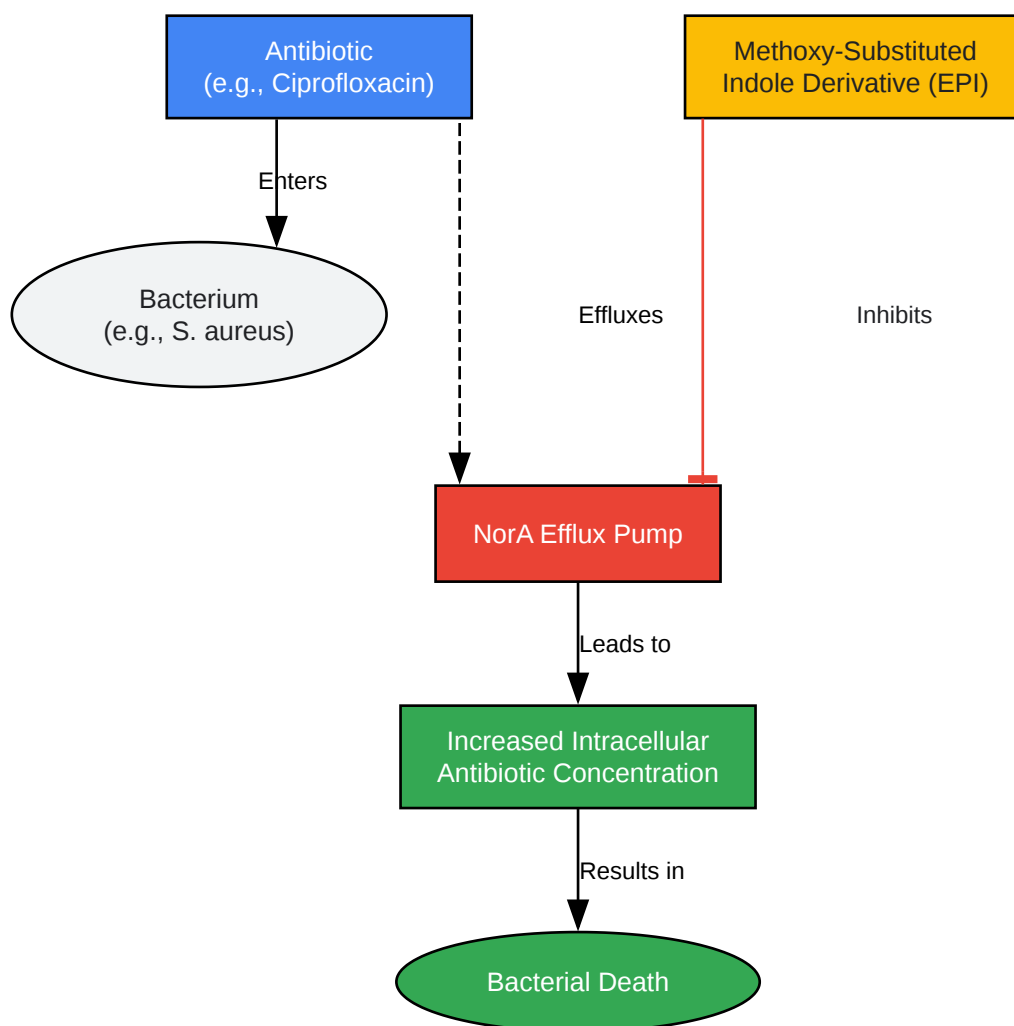 Antibiotic
(e.g., Ciprofloxacin)
Methoxy-Substituted
Indole Derivative (EPI)
Enters
Bacterium
(e.g., S. aureus)
Effluxes
Inhibits
NorA Efflux Pump
Leads to
Increased Intracellular
Antibiotic Concentration
Results in
Bacterial Death